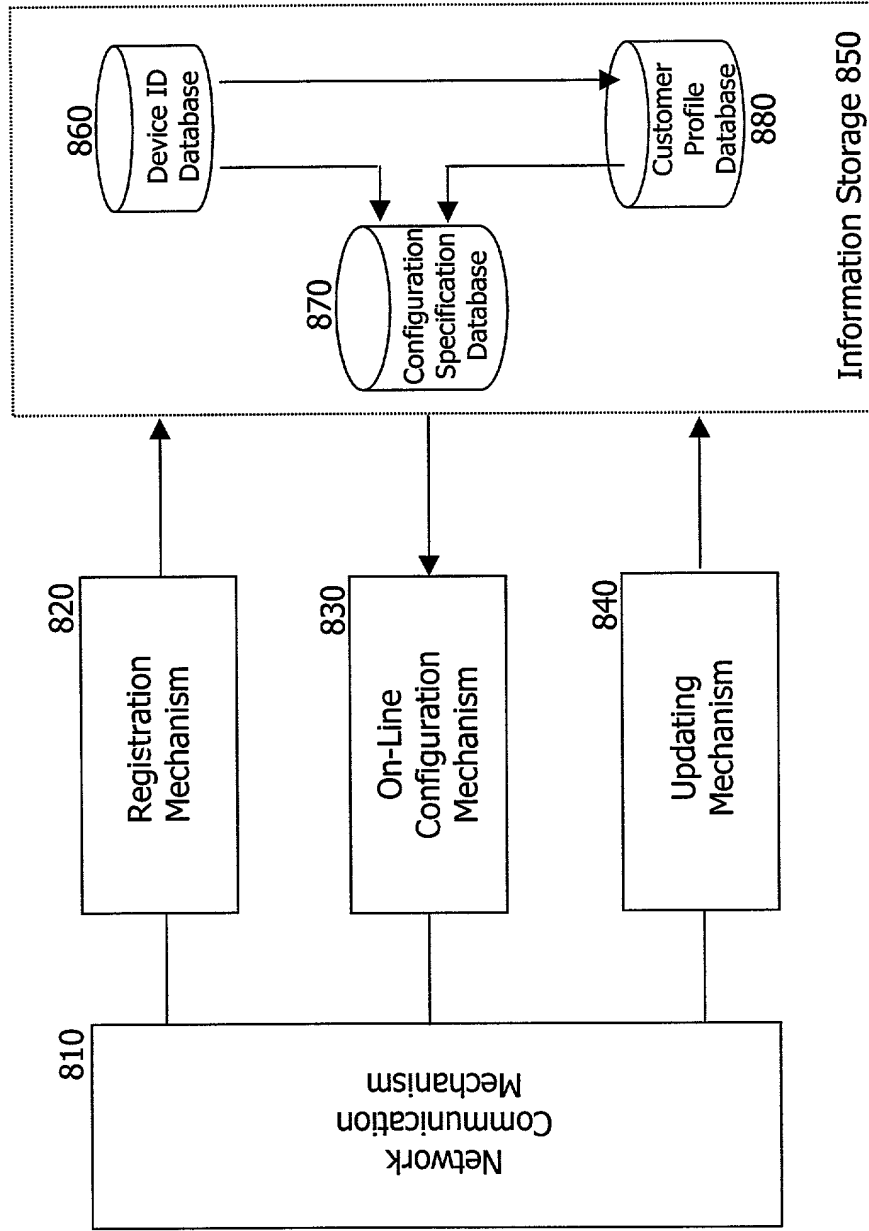 810
Network
Communication
Mechanism
820
Registration
Mechanism
830
On-Line
Configuration
Mechanism
840
Updating
Mechanism
860
Device ID
Database
870
Configuration
Specification
Database
Customer
Profile
Database
880
Information Storage 850